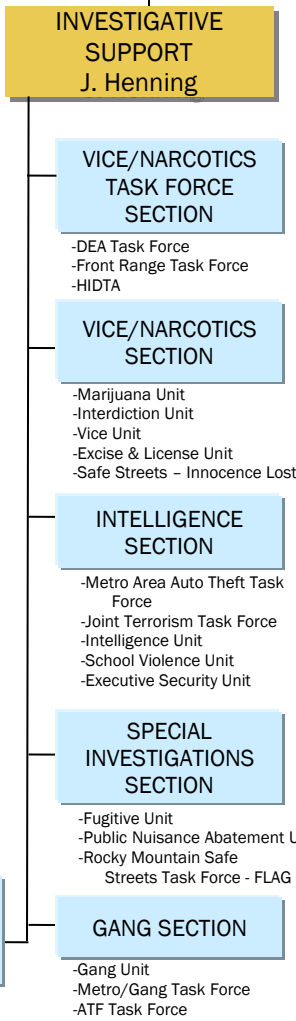 INVESTIGATIVE
SUPPORT
J. Henning
VICE/NARCOTICS
TASK FORCE
SECTION
-DEA Task Force
-Front Range Task Force
-HIDTA
VICE/NARCOTICS
SECTION
-Marijuana Unit
-Interdiction Unit
-Vice Unit
-Excise & License Unit
-Safe Streets – Innocence Lost
INTELLIGENCE
SECTION
-Metro Area Auto Theft Task
Force
-Joint Terrorism Task Force
-Intelligence Unit
-School Violence Unit
-Executive Security Unit
SPECIAL
INVESTIGATIONS
SECTION
-Fugitive Unit
-Public Nuisance Abatement U
-Rocky Mountain Safe
Streets Task Force - FLAG
GANG SECTION
-Gang Unit
-Metro/Gang Task Force
-ATF Task Force